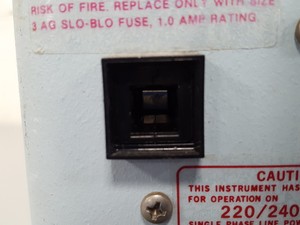 RISK OF FIRE. REPLACE ONLY WITH SIZE
3 AG SLO-BLO FUSE, 1.0 AMP RATING
CAUTI
THIS INSTRUMENT HAS
FOR OPERATION ON
220/240
SINGLE PHASE LINE POW